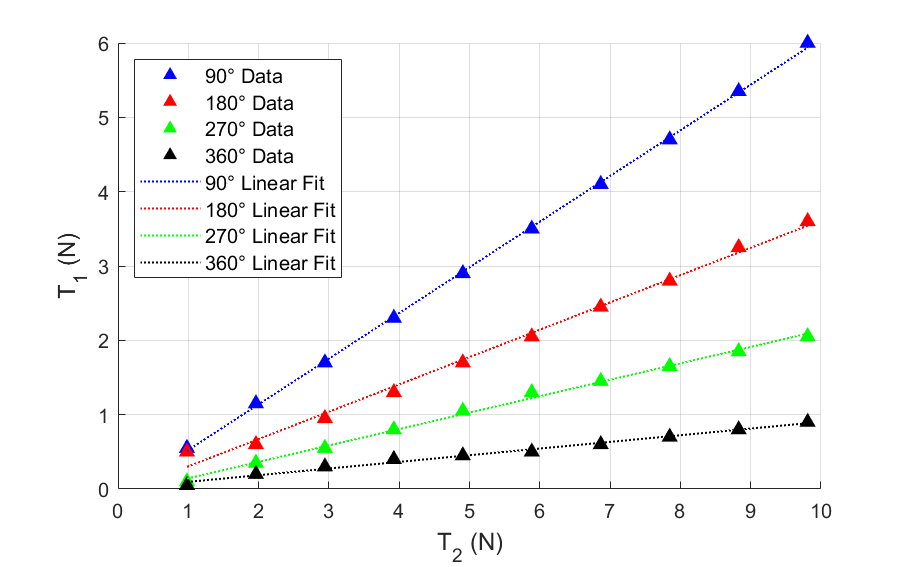 6
5
4
3
2
1
0
90° Data
180° Data
270° Data
360° Data
90° Linear Fit
180° Linear Fit
270° Linear Fit
360° Linear Fit
T₁ (N)
0 1 2 3 4 5 6 7 8 9 10
T₂ (N)